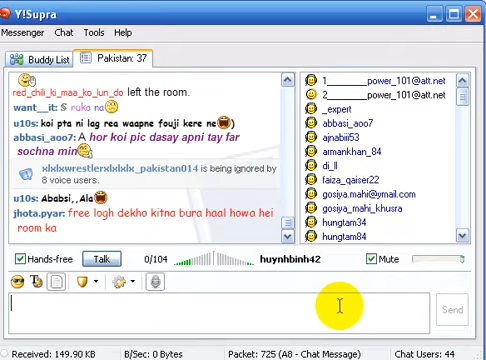 Y!Supra
Messenger Chat Tools Help
Buddy List Pakistan: 37
red_chili_ki_maa_ko_lun_do left the room.
want__it: S ruko na
u10s: koi pta ni lag rea waapne fouji kere ne )
abbasi_aoo7: A hor koi pic dasay apni tay far
sochna min
xlxlxwrestlerxlxlxlx_pakistan014 is being ignored by
8 voice users.
u10s: Ababsi,,Ala
jhota.pyar: free logh dekho kitna bura haal howa hei
room ka
1________power_101@att.net
2________power_101@att.net
_expert
abbasi_aoo7
ajnabiii53
armankhan_84
di_ll
faiza_qaiser22
gosiya.mahi@ymail.com
gosiya_mahi_khusra
hungtam34
hungtam84
Hands-free Talk 0/104 huynhbinh42 Mute
Send
Received: 149.90 KB B/Sec: 0 Bytes Packet: 725 (A8 - Chat Message) Chat Users: 44